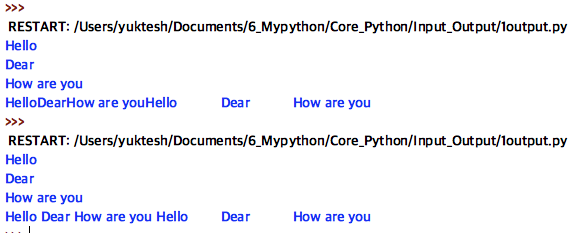 >>>
RESTART: /Users/yuktesh/Documents/6_Mypython/Core_Python/Input_Output/1output.py
Hello
Dear
How are you
HelloDearHow are youHello Dear How are you
>>>
RESTART: /Users/yuktesh/Documents/6_Mypython/Core_Python/Input_Output/1output.py
Hello
Dear
How are you
Hello Dear How are you Hello Dear How are you
>>>